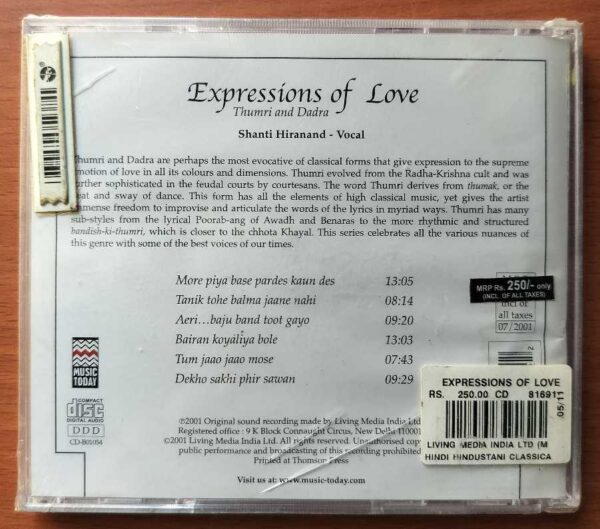 Expressions of Love
Thumri and Dadra
Shanti Hiranand - Vocal
Thumri and Dadra are perhaps the most evocative of classical forms that give expression to the supreme
emotion of love in all its colours and dimensions. Thumri evolved from the Radha-Krishna cult and was
further sophisticated in the feudal courts by courtesans. The word Thumri derives from thumak, or the
beat and sway of dance. This form has all the elements of high classical music, yet gives the artist
immense freedom to improvise and articulate the words of the lyrics in myriad ways. Thumri has many
sub-styles from the lyrical Poorab-ang of Awadh and Benaras to the more rhythmic and structured
bandish-ki-thumri, which is closer to the chhota Khayal. This series celebrates all the various nuances of
this genre with some of the best voices of our times.
More piya base pardes kaun des 13:05
Tanik tohe balma jaane nahi 08:14
Aeri...baju band toot gayo 09:20
Bairan koyaliya bole 13:03
Tum jaao jaao mose 07:43
Dekho sakhi phir sawan 09:29
MRP Rs. 250/- only
(INCL. OF ALL TAXES)
incl of
all taxes
07/2001
MUSIC
TODAY
COMPACT
disc
DIGITAL AUDIO
DDD
CD-B01054
EXPRESSIONS OF LOVE
RS. 250.00 CD 81691
05/11
LIVING MEDIA INDIA LTD (M
HINDI HINDUSTANI CLASSICA
℗2001 Original sound recording made by Living Media India Ltd
Registered office : 9 K Block Connaught Circus, New Delhi 110001
©2001 Living Media India Ltd. All rights reserved. Unauthorised copy
public performance and broadcasting of this recording prohibited
Printed at Thomson Press
Visit us at: www.music-today.com